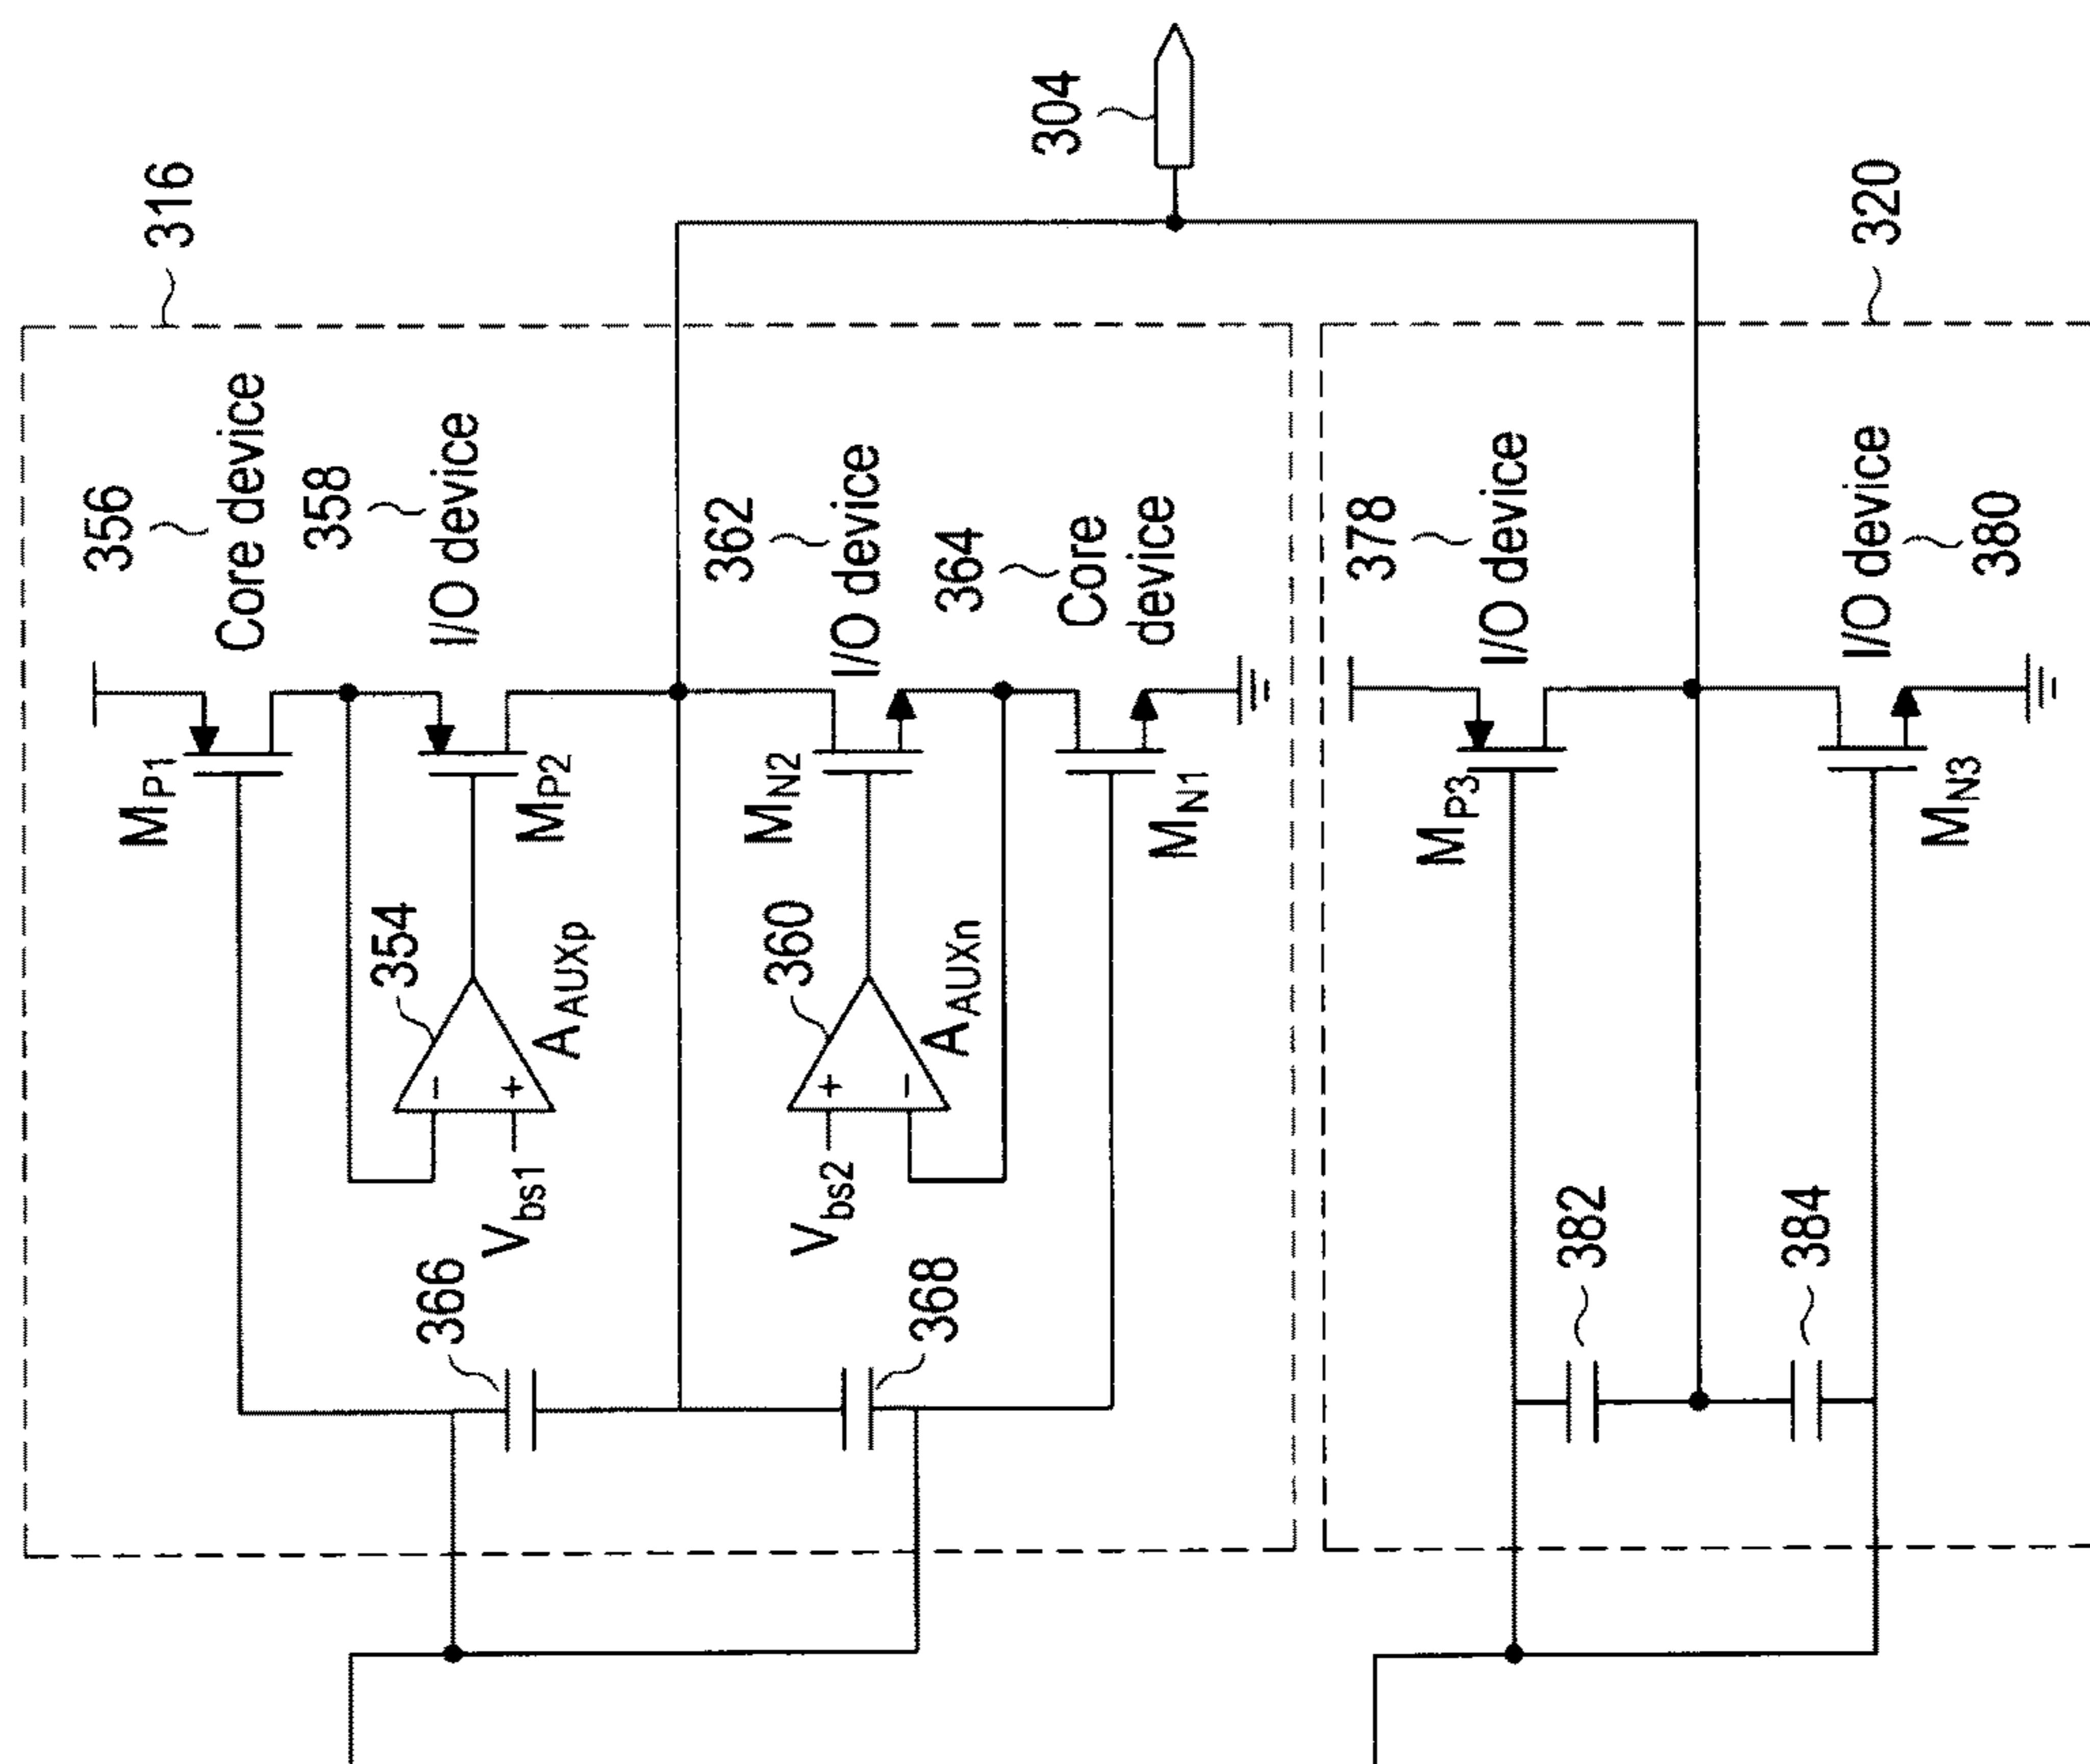 316
304
320
356
Core device
358
I/O device
362
I/O device
364
Core
device
378
I/O device
I/O device
380
MP1
MP2
MN2
MN1
MP3
MN3
354
AAUXp
360
AAUXn
−
+
+
−
Vbs1
Vbs2
366
368
382
384